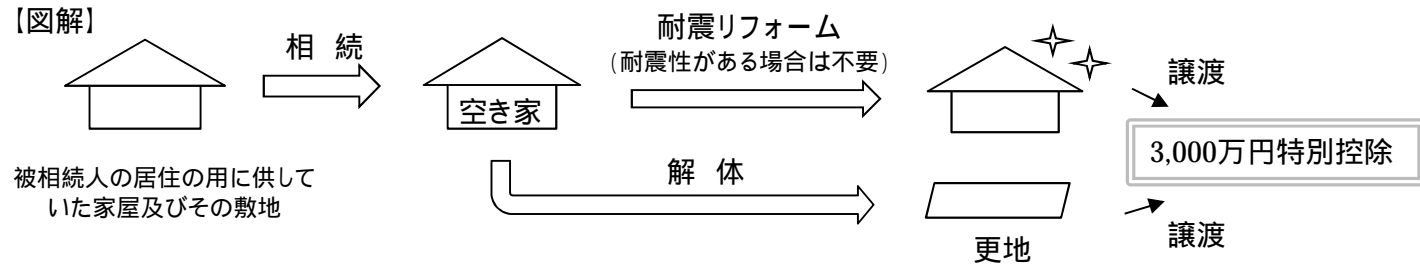 【図解】
相 続
耐震リフォーム
(耐震性がある場合は不要)
譲渡
空き家
3,000万円特別控除
被相続人の居住の用に供して
いた家屋及びその敷地
解 体
更地
譲渡